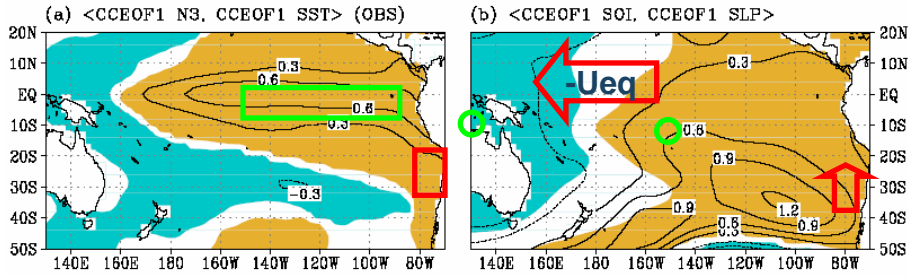 (a) <CCEOF1 N3, CCEOF1 SST> (OBS)
(b) <CCEOF1 SOI, CCEOF1 SLP>
20N
10N
EQ
10S
20S
30S
40S
50S
0.3
0.6
0.6
0.3
-0.3
140E
160E
180
160W
140W
120W
100W
80W
-Ueq
0.3
0.6
0.9
1.2
0.9
0.9
0.6
0.3
20N
10N
EQ
10S
20S
30S
40S
50S
140E
160E
180
160W
140W
120W
100W
80W